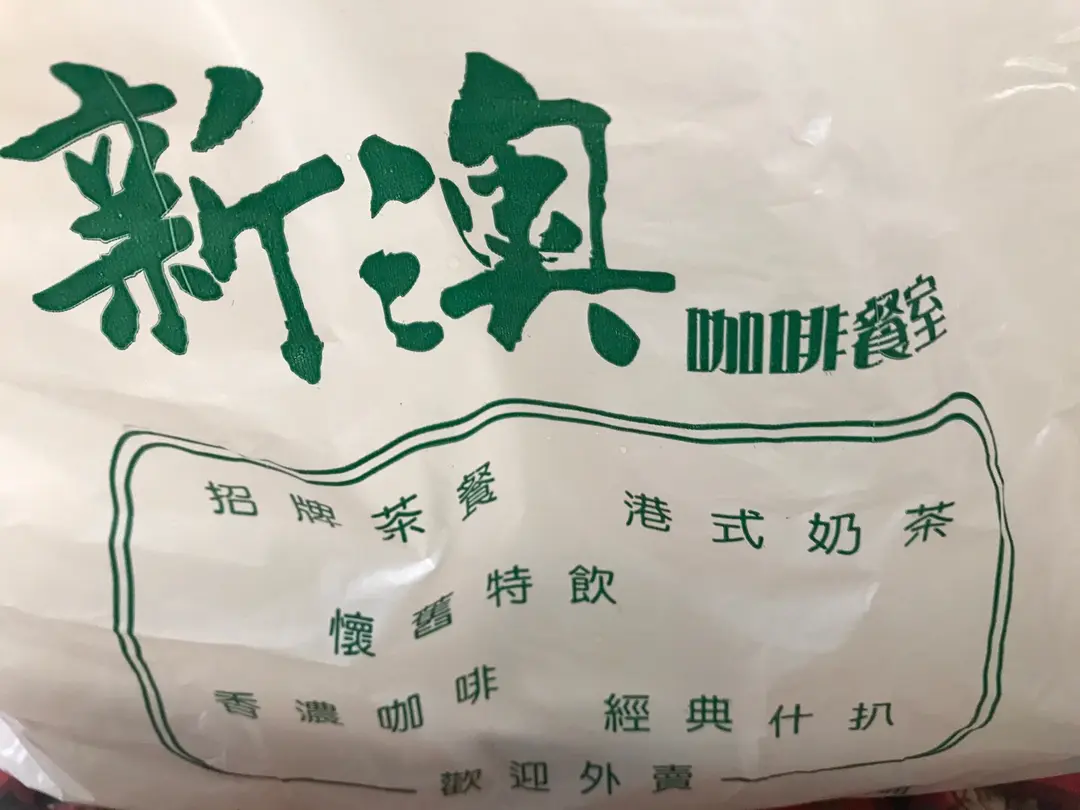 新澳
咖啡餐室
招牌茶餐 港式奶茶
懷舊特飲
香濃咖啡 經典什扒
歡迎外賣